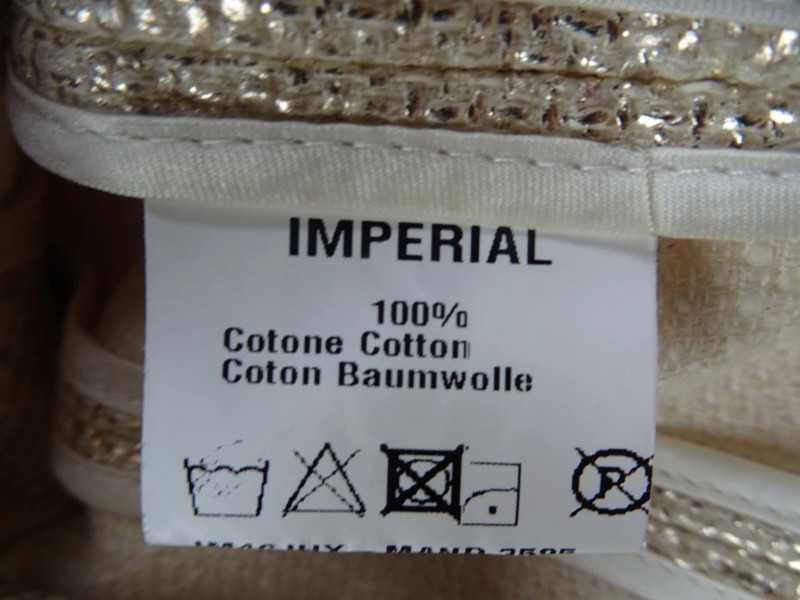 IMPERIAL
100%
Cotone Cotton
Coton Baumwolle
P